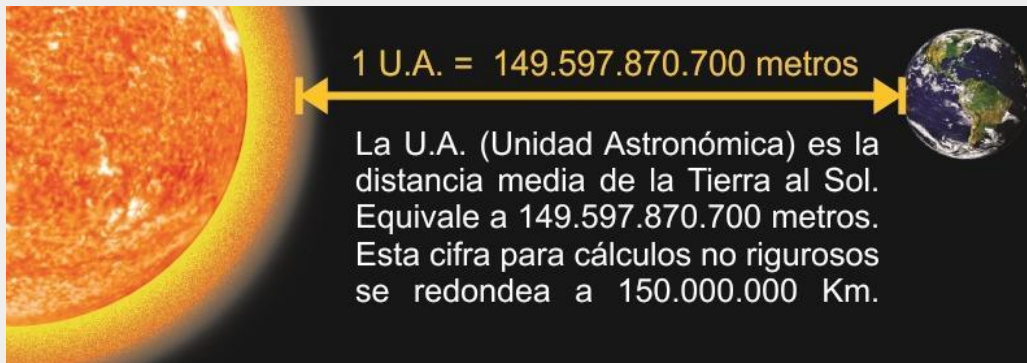 1 U.A. = 149.597.870.700 metros
La U.A. (Unidad Astronómica) es la
distancia media de la Tierra al Sol.
Equivale a 149.597.870.700 metros.
Esta cifra para cálculos no rigurosos
se redondea a 150.000.000 Km.